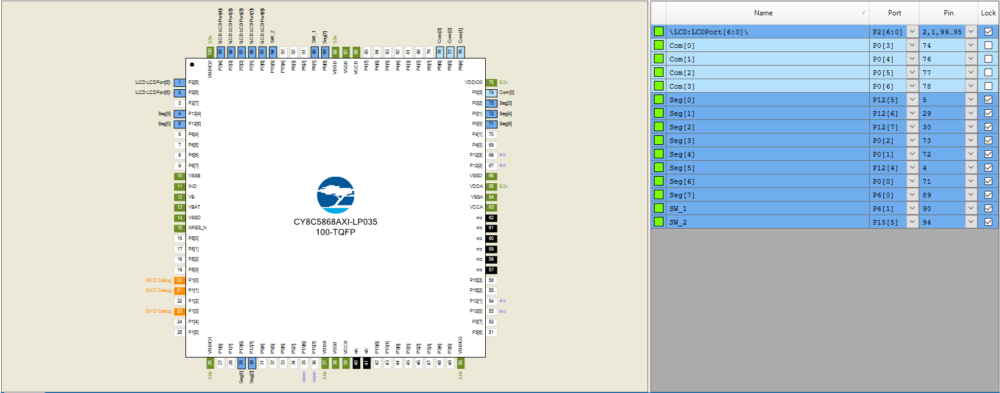 \LCD:LCDPort[4]\
\LCD:LCDPort[3]\
\LCD:LCDPort[2]\
\LCD:LCDPort[1]\
\LCD:LCDPort[0]\
SW_2
SW_1
Seg[7]
Com[3]
Com[2]
Com[1]
5.0v
5.0v
100 99 98 97 96 95 94 93 92 91 90 89 88 87 86 85 84 83 82 81 80 79 78 77 76
VDDIO2 P2[4] P2[3] P2[2] P2[1] P2[0] P15[5] P15[4] P6[3] P6[2] P6[1] P6[0] VDDD VSSD VCCD P4[7] P4[6] P4[5] P4[4] P4[3] P4[2] P0[7] P0[6] P0[5] P0[4]
\LCD:LCDPort[5]\ 1 P2[5]
\LCD:LCDPort[6]\ 2 P2[6]
3 P2[7]
Seg[5] 4 P12[4]
Seg[0] 5 P12[5]
6 P6[4]
7 P6[5]
8 P6[6]
9 P6[7]
10 VSSB
11 IND
12 VB
13 VBAT
14 VSSD
15 XRES_N
16 P5[0]
17 P5[1]
18 P5[2]
19 P5[3]
SWD Debug 20 P1[0]
SWD Debug 21 P1[1]
22 P1[2]
SWD Debug 23 P1[3]
24 P1[4]
25 P1[5]
CY8C5868AXI-LP035
100-TQFP
VDDIO0 75 5.0v
P0[3] 74 Com[0]
P0[2] 73 Seg[3]
P0[1] 72 Seg[4]
P0[0] 71 Seg[6]
P4[1] 70
P4[0] 69
P12[3] 68 SIO
P12[2] 67 SIO
VSSD 66
VDDA 65 5.0v
VSSA 64
VCCA 63
n/c 62
n/c 61
n/c 60
n/c 59
n/c 58
n/c 57
P15[3] 56
P15[2] 55
P12[1] 54 SIO
P12[0] 53 SIO
P3[7] 52
P3[6] 51
VDDIO1 P1[6] P1[7] P12[6] P12[7] P5[4] P5[5] P5[6] P5[7] P15[6] P15[7] VDDD VSSD VCCD n/c n/c P15[0] P15[1] P3[0] P3[1] P3[2] P3[3] P3[4] P3[5] VDDIO3
26 27 28 29 30 31 32 33 34 35 36 37 38 39 40 41 42 43 44 45 46 47 48 49 50
5.0v Seg[1] Seg[2] USBIO USBIO 5.0v 5.0v
Name / Port Pin Lock
\LCD:LCDPort[6:0]\ P2[6:0] 2,1,99…95
Com[0] P0[3] 74
Com[1] P0[4] 76
Com[2] P0[5] 77
Com[3] P0[6] 78
Seg[0] P12[5] 5
Seg[1] P12[6] 29
Seg[2] P12[7] 30
Seg[3] P0[2] 73
Seg[4] P0[1] 72
Seg[5] P12[4] 4
Seg[6] P0[0] 71
Seg[7] P6[0] 89
SW_1 P6[1] 90
SW_2 P15[5] 94